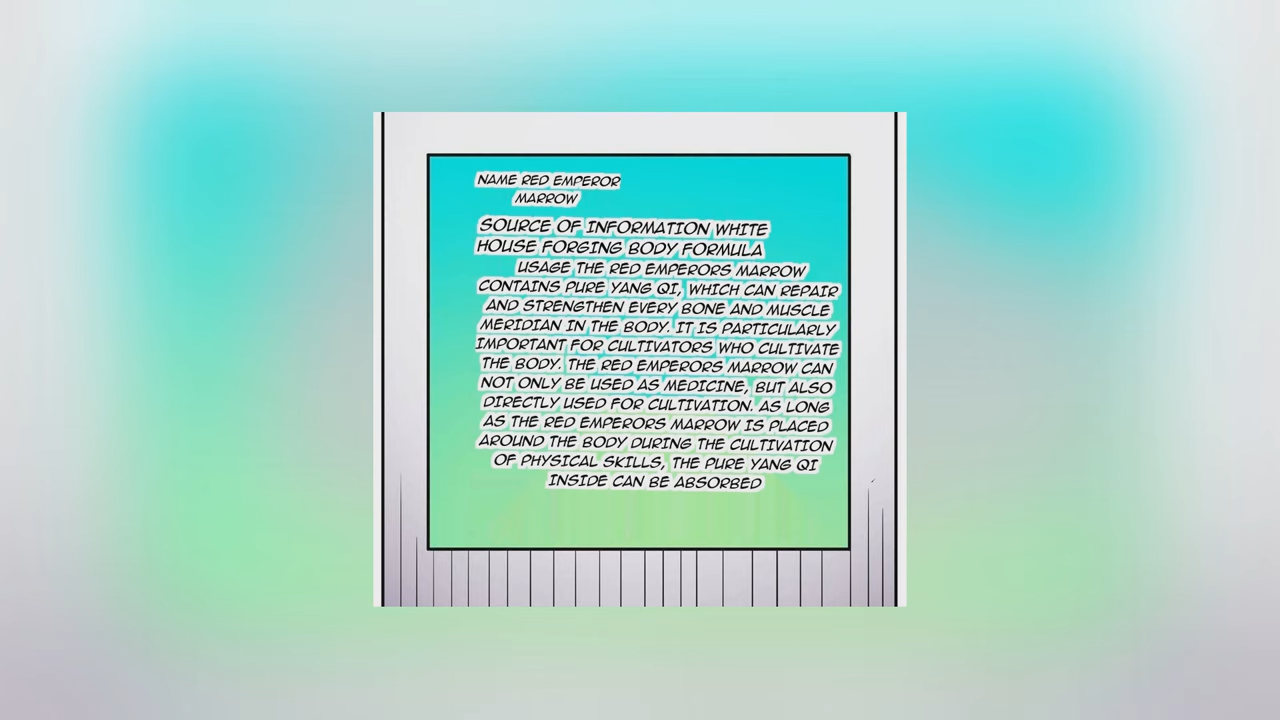 NAME RED EMPEROR
MARROW
SOURCE OF INFORMATION WHITE
HOUSE FORGING BODY FORMULA
USAGE THE RED EMPERORS MARROW
CONTAINS PURE YANG QI, WHICH CAN REPAIR
AND STRENGTHEN EVERY BONE AND MUSCLE
MERIDIAN IN THE BODY. IT IS PARTICULARLY
IMPORTANT FOR CULTIVATORS WHO CULTIVATE
THE BODY. THE RED EMPERORS MARROW CAN
NOT ONLY BE USED AS MEDICINE, BUT ALSO
DIRECTLY USED FOR CULTIVATION. AS LONG
AS THE RED EMPERORS MARROW IS PLACED
AROUND THE BODY DURING THE CULTIVATION
OF PHYSICAL SKILLS, THE PURE YANG QI
INSIDE CAN BE ABSORBED